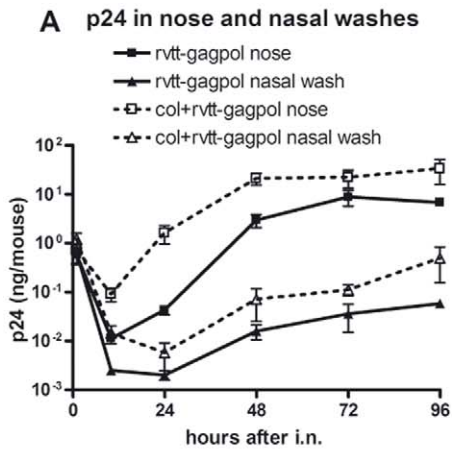 A p24 in nose and nasal washes
rvtt-gagpol nose
rvtt-gagpol nasal wash
col+rvtt-gagpol nose
col+rvtt-gagpol nasal wash
p24 (ng/mouse)
10²
10¹
10⁰
10⁻¹
10⁻²
10⁻³
0 24 48 72 96
hours after i.n.